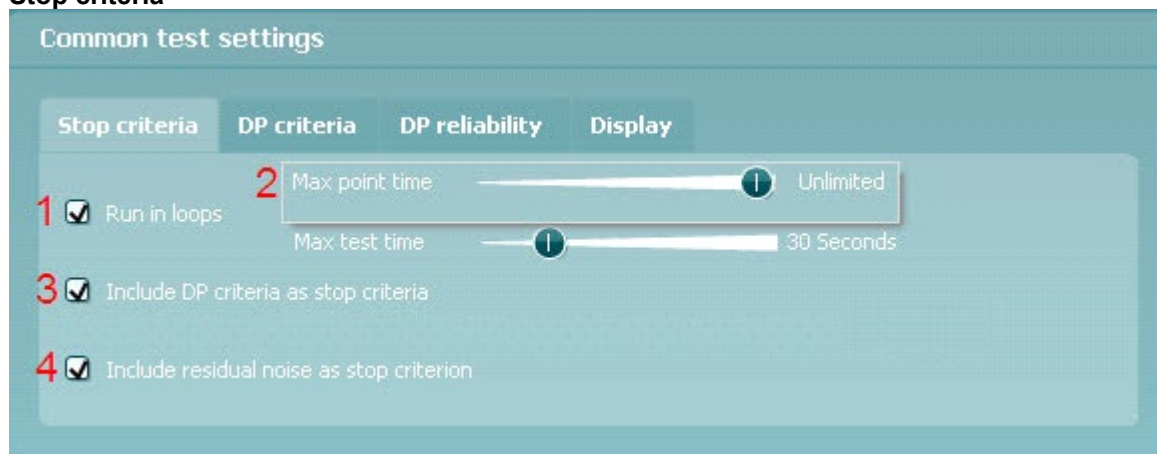 Stop criteria
Common test settings
Stop criteria DP criteria DP reliability Display
2 Max point time Unlimited
1 Run in loops
Max test time 30 Seconds
3 Include DP criteria as stop criteria
4 Include residual noise as stop criterion